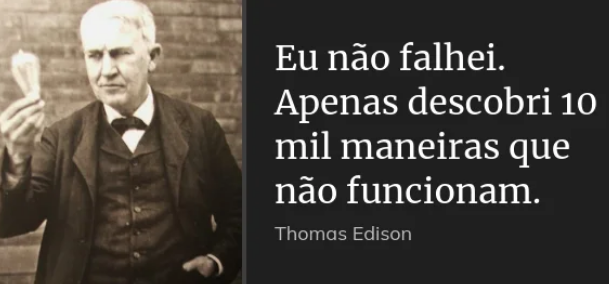 Eu não falhei.
Apenas descobri 10
mil maneiras que
não funcionam.
Thomas Edison